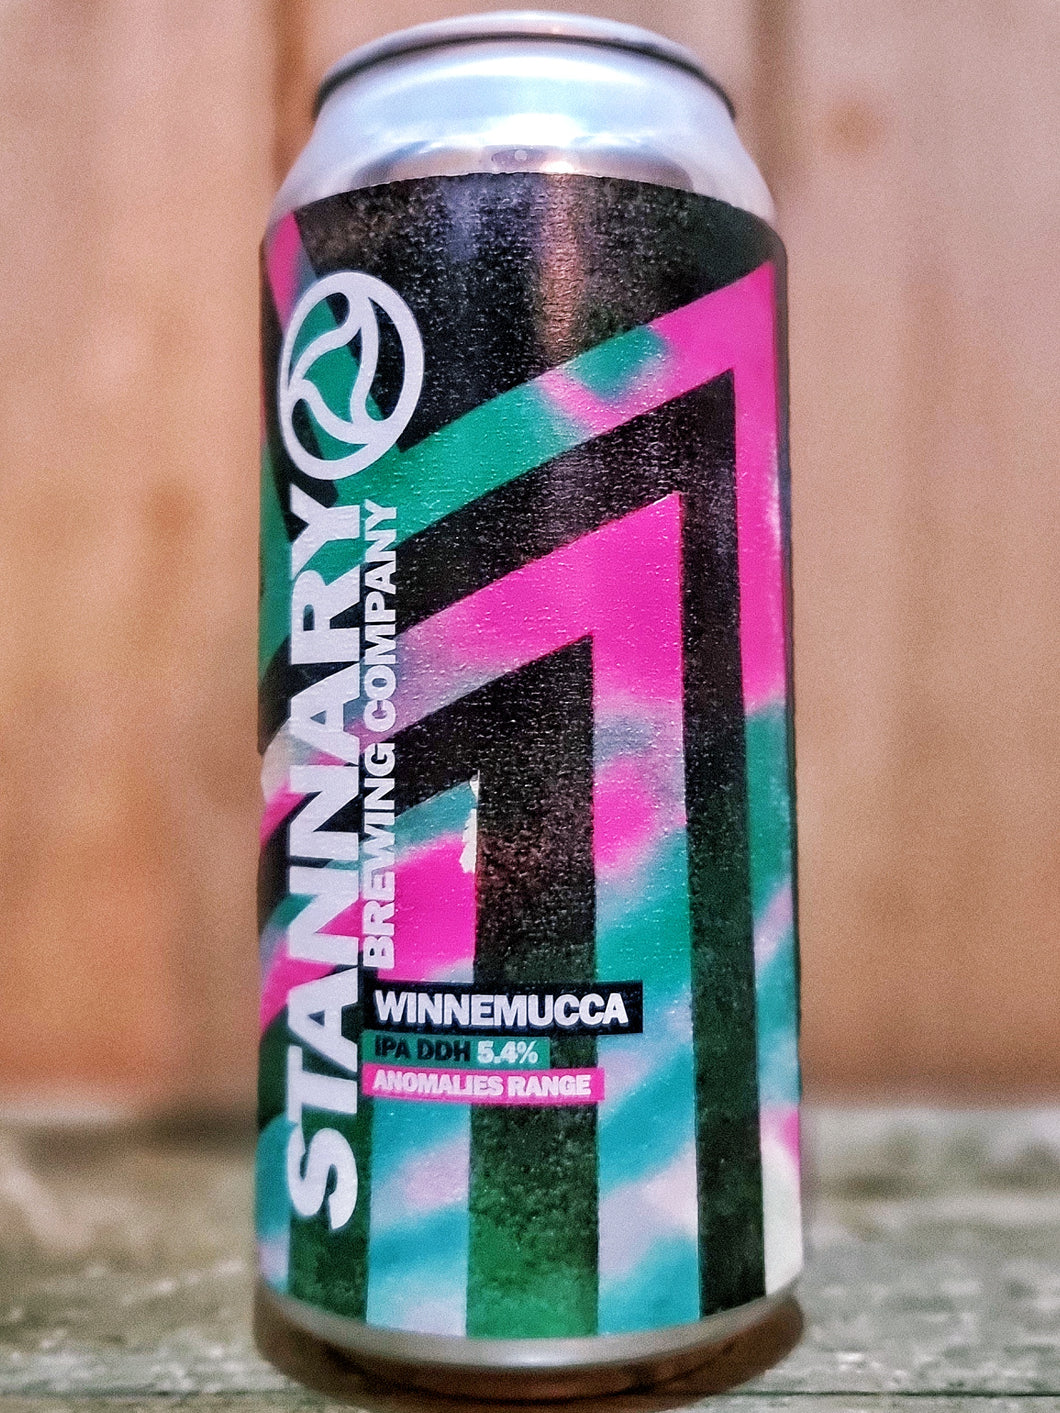 STANNARY
BREWING COMPANY
WINNEMUCCA
IPA DDH 5.4%
ANOMALIES RANGE